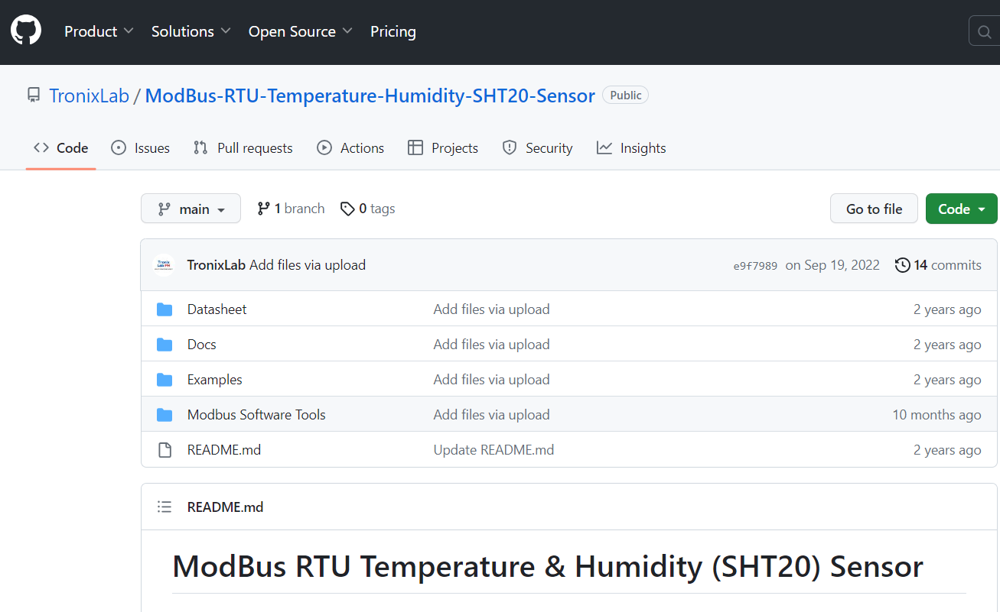 Product Solutions Open Source Pricing
TronixLab / ModBus-RTU-Temperature-Humidity-SHT20-Sensor Public
Code Issues Pull requests Actions Projects Security Insights
main 1 branch 0 tags Go to file Code
TronixLab Add files via upload e9f7989 on Sep 19, 2022 14 commits
Datasheet Add files via upload 2 years ago
Docs Add files via upload 2 years ago
Examples Add files via upload 2 years ago
Modbus Software Tools Add files via upload 10 months ago
README.md Update README.md 2 years ago
README.md
ModBus RTU Temperature & Humidity (SHT20) Sensor